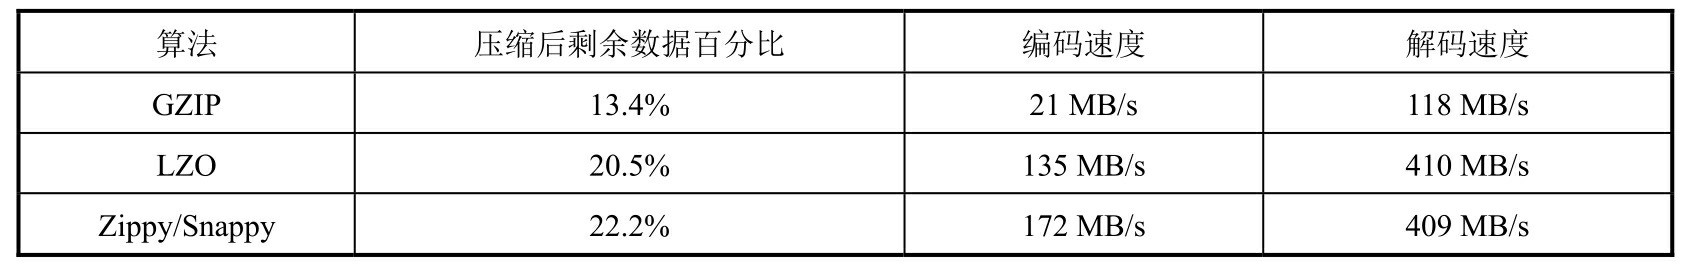 算法 压缩后剩余数据百分比 编码速度 解码速度
GZIP 13.4% 21 MB/s 118 MB/s
LZO 20.5% 135 MB/s 410 MB/s
Zippy/Snappy 22.2% 172 MB/s 409 MB/s